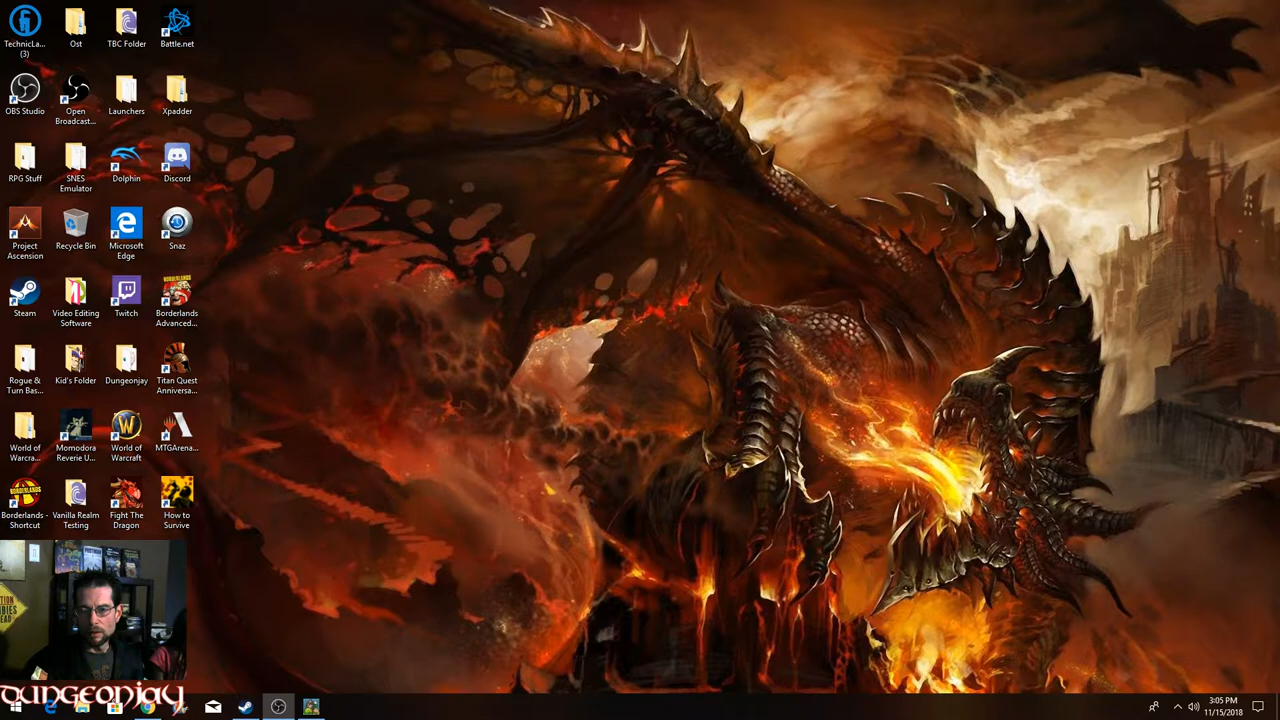 TechnicLa...
(3)
Ost
TBC Folder
Battle.net
OBS Studio
Open
Broadcast...
Launchers
Xpadder
RPG Stuff
SNES
Emulator
Dolphin
Discord
Project
Ascension
Recycle Bin
Microsoft
Edge
Snaz
Steam
Video Editing
Software
Twitch
Borderlands
Advanced...
Rogue &
Turn Bas...
Kid's Folder
Dungeonjay
Titan Quest
Anniversa...
World of
Warcra...
Momodora
Reverie U...
World of
Warcraft
MTGArena...
Borderlands -
Shortcut
Vanilla Realm
Testing
Fight The
Dragon
How to
Survive
DUNGEONJAY
3:05 PM
11/15/2018